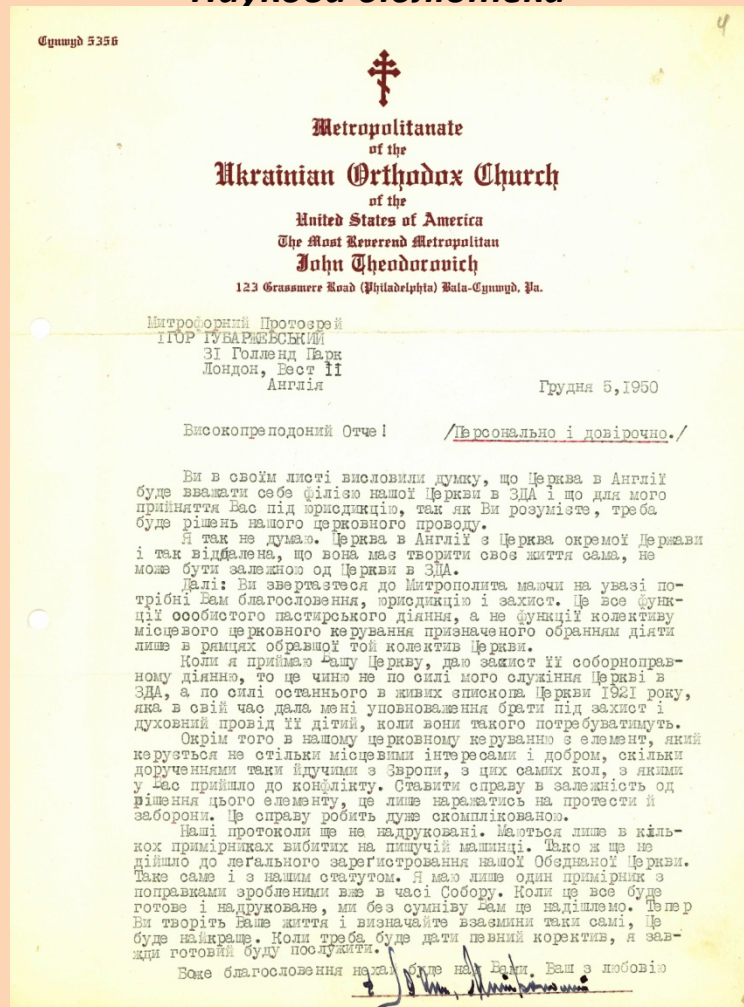 Наукова бібліотека
4
Cynwyd 5356
Metropolitanate
of the
Ukrainian Orthodox Church
of the
United States of America
The Most Reverend Metropolitan
John Theodorovich
123 Grassmere Road (Philadelphia) Bala-Cynwyd, Pa.
Митрофорний Протоєрей
ІГОР ГУБАРЖЕВСЬКИЙ
31 Голленд Парк
Лондон, Вест 11
Англія
Грудня 5,1950
Високопреподоний Отче! /Персонально і довірочно./
Ви в своїм листі висловили думку, що Церква в Англії
буде вважати себе філією нашої Церкви в ЗДА і що для мого
прийняття Вас під юрисдикцію, так як Ви розумієте, треба
буде рішень нашого церковного проводу.
Я так не думаю. Церква в Англії є Церква окремої Держави
і так віддалена, що вона має творити своє життя сама, не
може бути залежною од Церкви в ЗДА.
Далі: Ви звертаєтеся до Митрополита маючи на увазі по-
трібні Вам благословення, юрисдикцію і захист. Це все функ-
ції особистого пастирського діяння, а не функції колективу
місцевого церковного керування призначеного обранням діяти
лише в рямцях обравшої той колектив Церкви.
Коли я приймаю Вашу Церкву, даю захист її соборноправ-
ному діянню, то це чиню не по силі мого служіння Церкві в
ЗДА, а по силі останнього в живих єпископа Церкви 1921 року,
яка в свій час дала мені уповноваження брати під захист і
духовний провід її дітий, коли вони такого потребуватимуть.
Окрім того в нашому церковному керуванню є елемент, який
керується не стільки місцевими інтересами і добром, скільки
дорученнями таки йдучими з Європи, з цих самих кол, з якими
у Вас прийшло до конфлікту. Ставити справу в залежність од
рішення цього елементу, це лише наражатись на протести й
заборони. Це справу робить дуже скомплікованою.
Наші протоколи ще не надруковані. Маються лише в кіль-
кох примірниках вибитих на пищучій машинці. Тако ж ще не
дійшло до леґального зареґістровання нашої Обєднаної Церкви.
Таке саме і з нашим статутом. Я маю лише один примірник з
поправками зробленими вже в часі Собору. Коли це все буде
готове і надруковане, ми без сумніву Вам це надішлемо. Тепер
Ви творіть Ваше життя і визначайте взаємини таки самі, Це
буде найкраще. Коли треба буде дати певний коректив, я зав-
жди готовий буду послужити.
Боже благословення нехай буде над Вами. Ваш з любовію